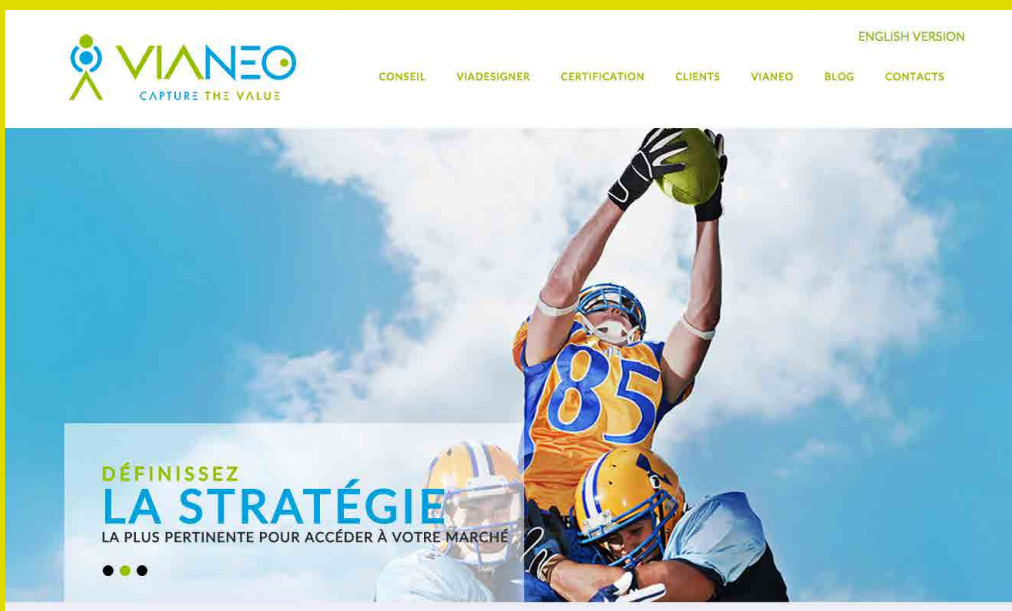 ENGLISH VERSION
VIANEO
CAPTURE THE VALUE
CONSEIL VIADESIGNER CERTIFICATION CLIENTS VIANEO BLOG CONTACTS
85
DÉFINISSEZ
LA STRATÉGIE
LA PLUS PERTINENTE POUR ACCÉDER À VOTRE MARCHÉ